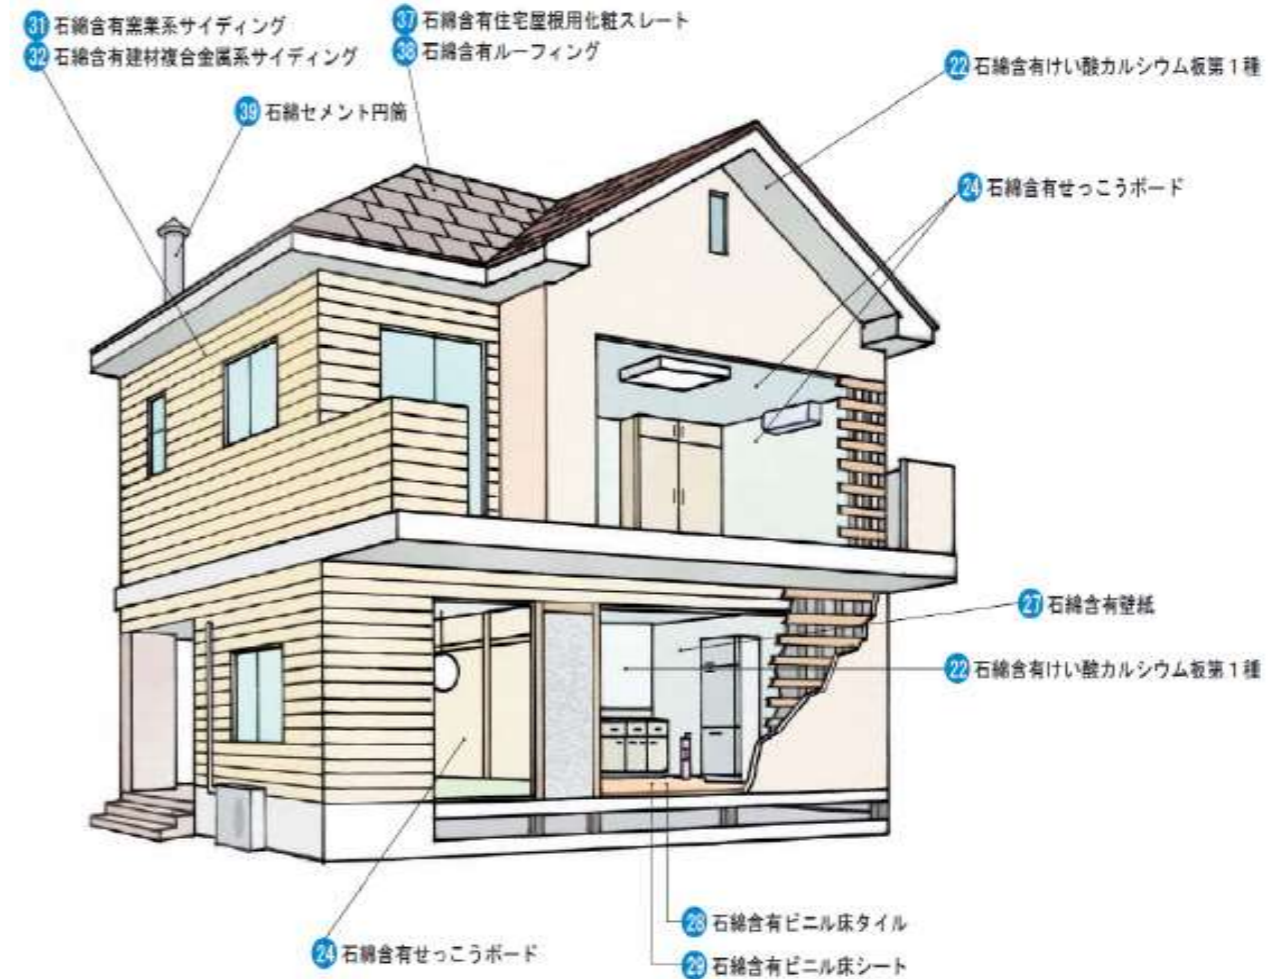 31 石綿含有窯業系サイディング
32 石綿含有建材複合金属系サイディング
37 石綿含有住宅屋根用化粧スレート
38 石綿含有ルーフィング
39 石綿セメント円筒
22 石綿含有けい酸カルシウム板第1種
24 石綿含有せっこうボード
27 石綿含有壁紙
22 石綿含有けい酸カルシウム板第1種
24 石綿含有せっこうボード
28 石綿含有ビニル床タイル
29 石綿含有ビニル床シート